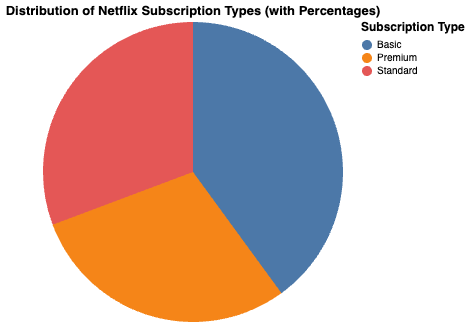 Distribution of Netflix Subscription Types (with Percentages)
Subscription Type
Basic
Premium
Standard